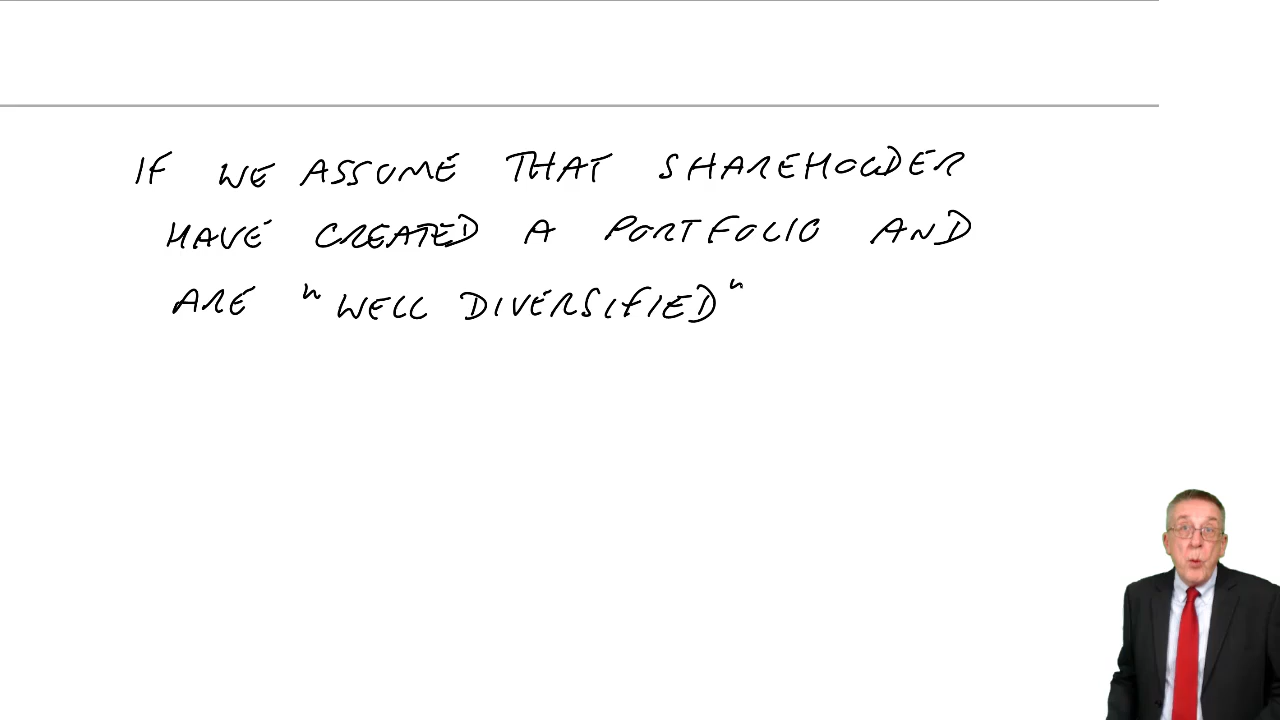 IF WE ASSUME THAT SHAREHOLDER
HAVE CREATED A PORTFOLIO AND
ARE "WELL DIVERSIFIED"